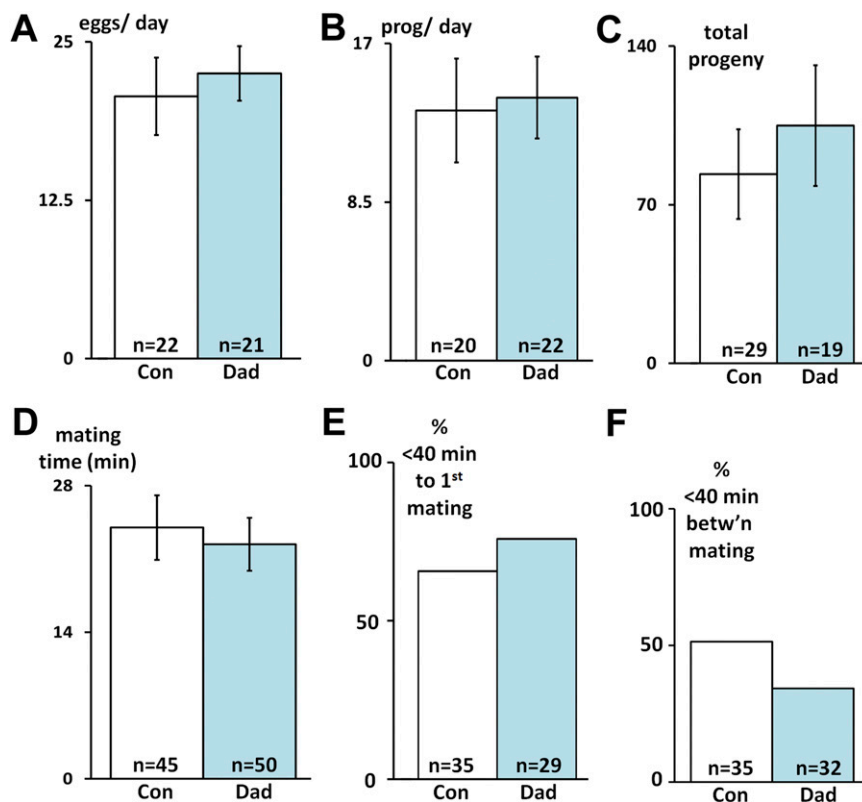 A
eggs/ day
25
12.5
0
n=22
n=21
Con
Dad
B
prog/ day
17
8.5
0
n=20
n=22
Con
Dad
C
total
progeny
140
70
0
n=29
n=19
Con
Dad
D
mating
time (min)
28
14
0
n=45
n=50
Con
Dad
E
%
<40 min
to 1st
mating
100
50
0
n=35
n=29
Con
Dad
F
%
<40 min
betw'n
mating
100
50
0
n=35
n=32
Con
Dad